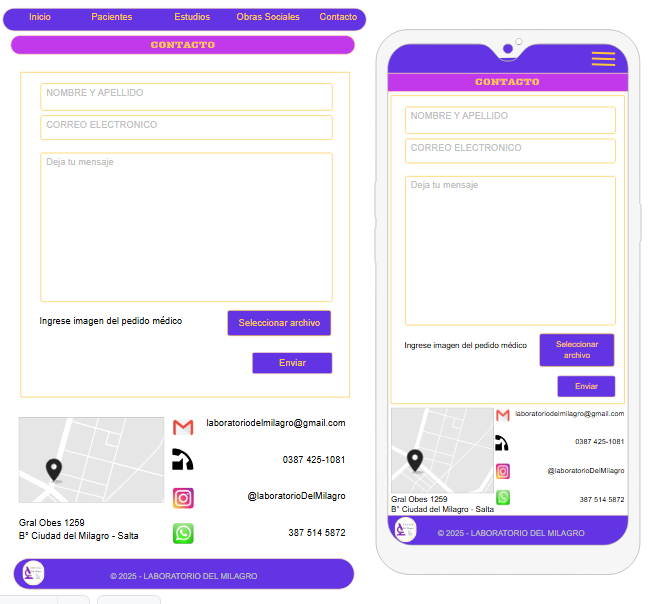 Inicio Pacientes Estudios Obras Sociales Contacto
CONTACTO
NOMBRE Y APELLIDO
CORREO ELECTRONICO
Deja tu mensaje
Ingrese imagen del pedido médico
Seleccionar archivo
Enviar
laboratoriodelmilagro@gmail.com
0387 425-1081
@laboratorioDelMilagro
387 514 5872
Gral Obes 1259
B° Ciudad del Milagro - Salta
© 2025 - LABORATORIO DEL MILAGRO
CONTACTO
NOMBRE Y APELLIDO
CORREO ELECTRONICO
Deja tu mensaje
Ingrese imagen del pedido médico
Seleccionar
archivo
Enviar
laboratoriodelmilagro@gmail.com
0387 425-1081
@laboratorioDelMilagro
387 514 5872
Gral Obes 1259
B° Ciudad del Milagro - Salta
© 2025 - LABORATORIO DEL MILAGRO